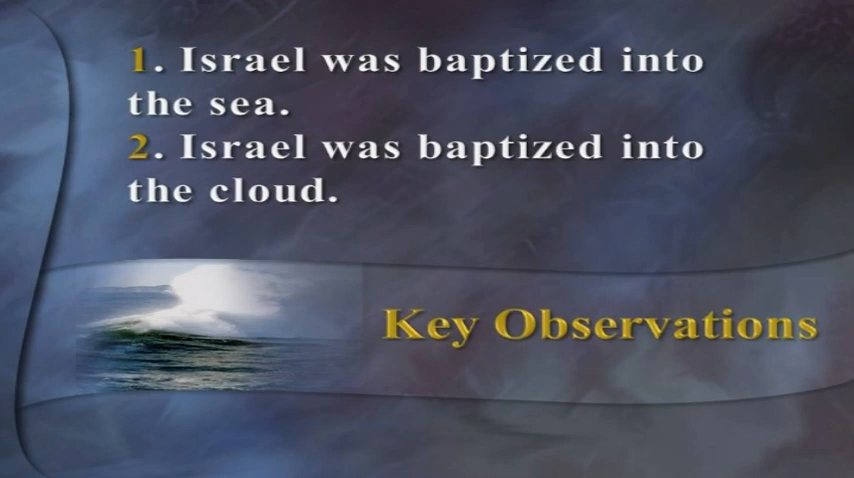 1. Israel was baptized into
the sea.
2. Israel was baptized into
the cloud.
Key Observations